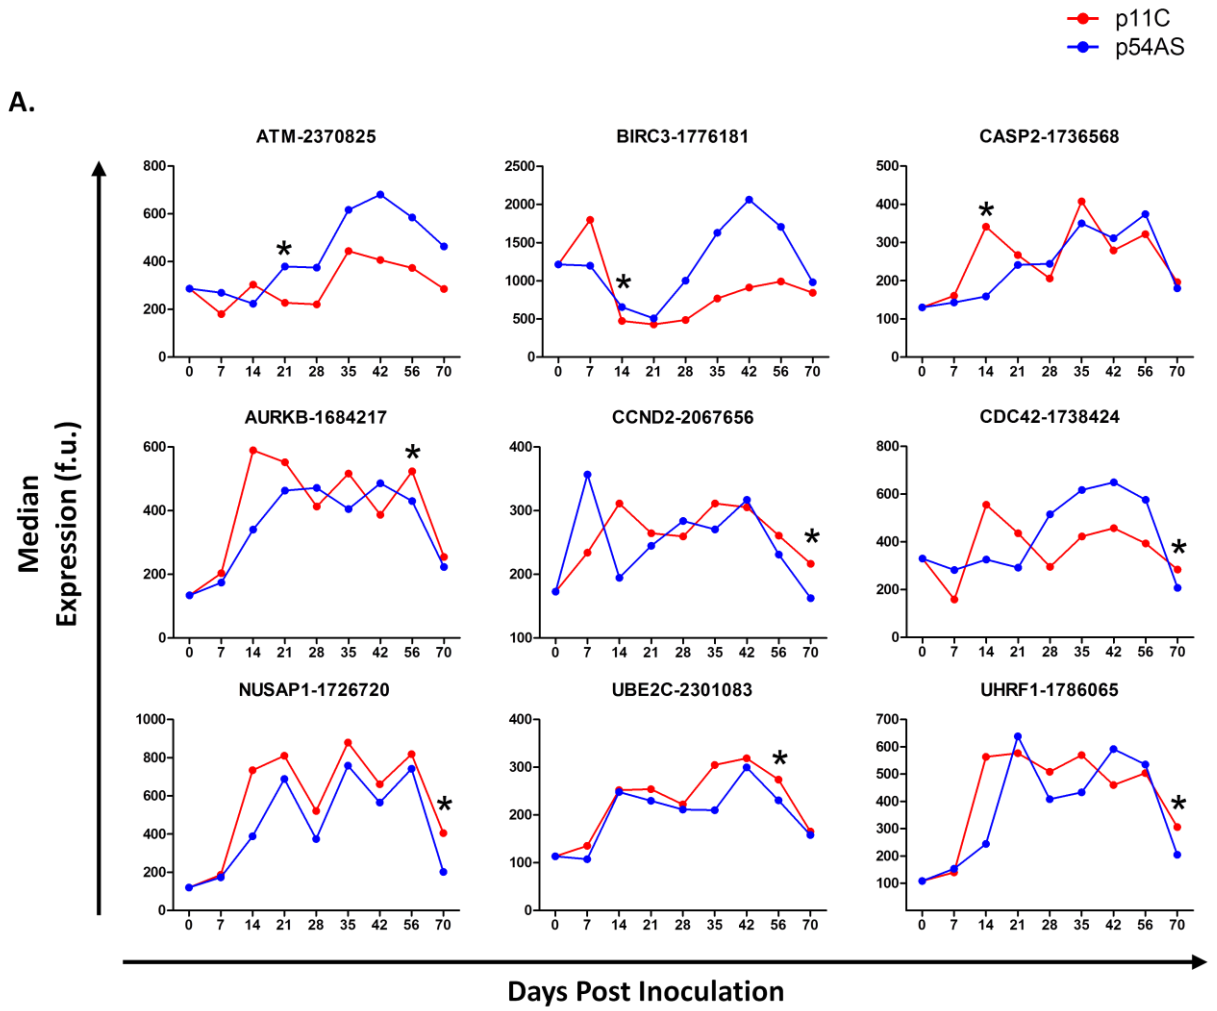 p11C
p54AS
A.
ATM-2370825
BIRC3-1776181
CASP2-1736568
800
600
400
200
0
*
0 7 14 21 28 35 42 56 70
2500
2000
1500
1000
500
0
*
0 7 14 21 28 35 42 56 70
500
400
300
200
100
0
*
0 7 14 21 28 35 42 56 70
AURKB-1684217
CCND2-2067656
CDC42-1738424
600
400
200
0
*
0 7 14 21 28 35 42 56 70
400
300
200
100
*
0 7 14 21 28 35 42 56 70
800
600
400
200
0
*
0 7 14 21 28 35 42 56 70
NUSAP1-1726720
UBE2C-2301083
UHRF1-1786065
1000
800
600
400
200
0
*
0 7 14 21 28 35 42 56 70
400
300
200
100
0
*
0 7 14 21 28 35 42 56 70
700
600
500
400
300
200
100
*
0 7 14 21 28 35 42 56 70
Median
Expression (f.u.)
Days Post Inoculation